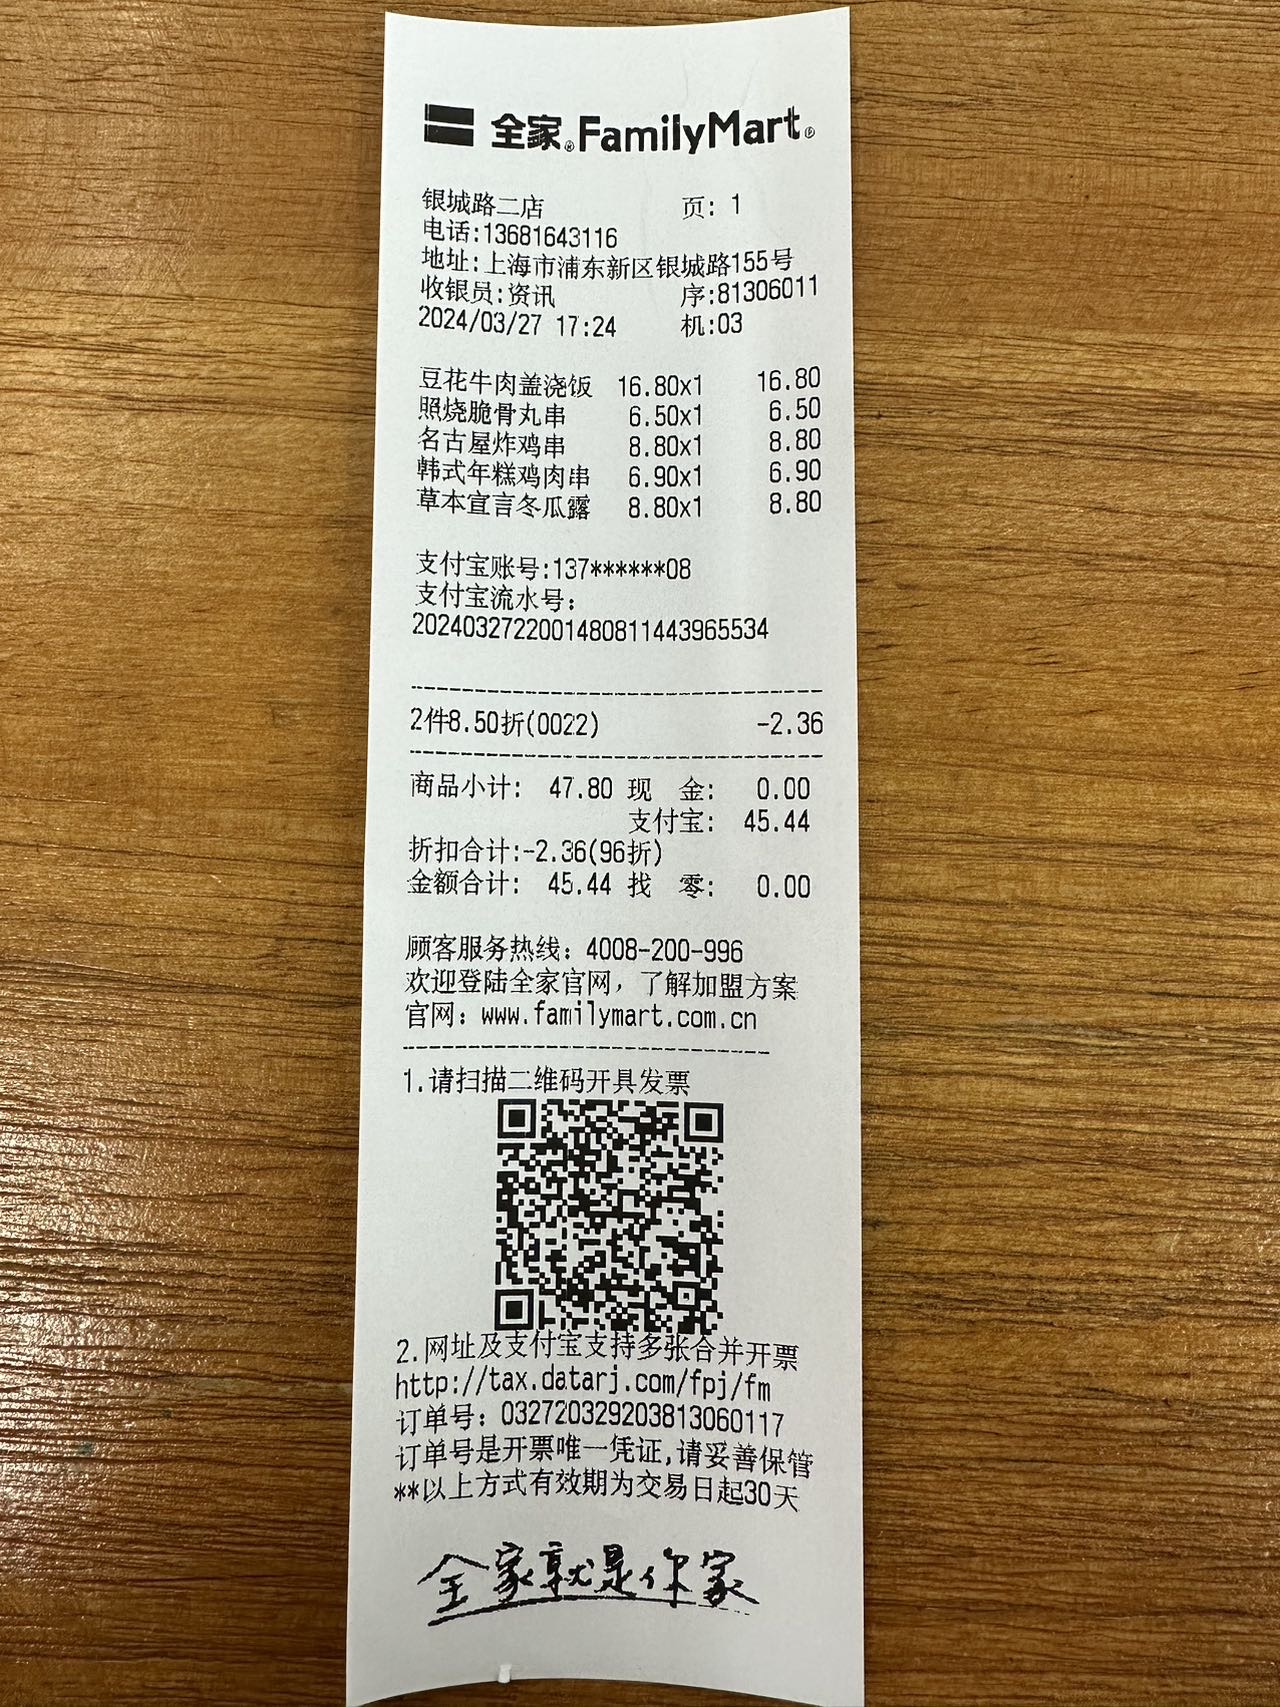 全家®FamilyMart®
银城路二店 页: 1
电话:13681643116
地址:上海市浦东新区银城路155号
收银员:资讯 序:81306011
2024/03/27 17:24 机:03
豆花牛肉盖浇饭 16.80x1 16.80
照烧脆骨丸串 6.50x1 6.50
名古屋炸鸡串 8.80x1 8.80
韩式年糕鸡肉串 6.90x1 6.90
草本宣言冬瓜露 8.80x1 8.80
支付宝账号:137******08
支付宝流水号:
2024032722001480811443965534
2件8.50折(0022) -2.36
商品小计: 47.80 现 金: 0.00
支付宝: 45.44
折扣合计:-2.36(96折)
金额合计: 45.44 找 零: 0.00
顾客服务热线: 4008-200-996
欢迎登陆全家官网，了解加盟方案
官网: www.familymart.com.cn
1.请扫描二维码开具发票
2.网址及支付宝支持多张合并开票
http://tax.datarj.com/fpj/fm
订单号: 032720329203813060117
订单号是开票唯一凭证,请妥善保管
**以上方式有效期为交易日起30天
全家就是你家